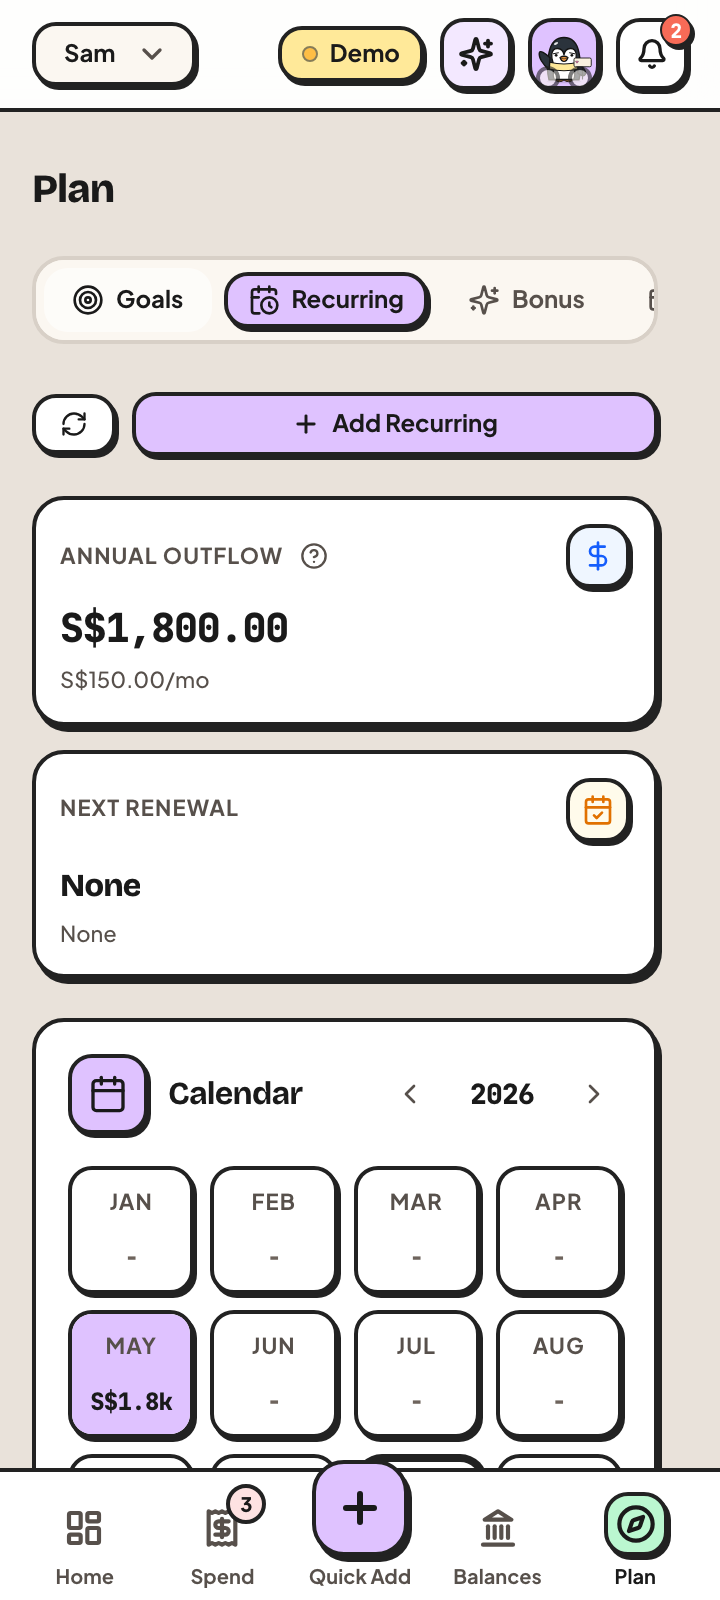 Sam
Demo
2
Plan
Goals
Recurring
Bonus
+ Add Recurring
ANNUAL OUTFLOW
S$1,800.00
S$150.00/mo
NEXT RENEWAL
None
None
Calendar
2026
JAN FEB MAR APR
- - - -
MAY JUN JUL AUG
S$1.8k - - -
3
Home Spend Quick Add Balances Plan